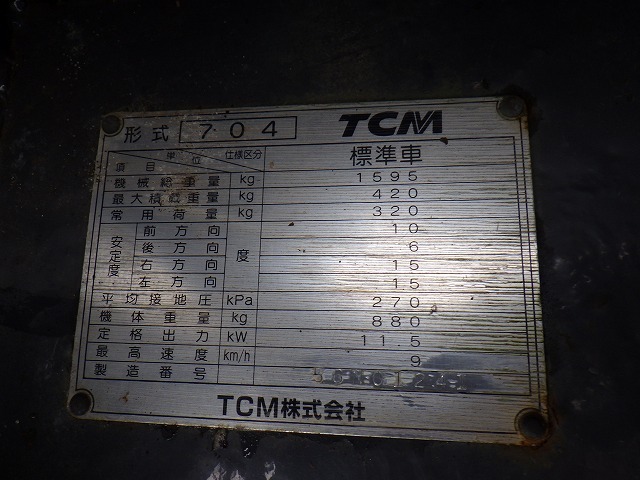 形式 704 TCM
項目 単位 仕様区分 標準車
機械総重量 kg 1595
最大積載重量 kg 420
常用荷重 kg 320
安定度 前方向 度 10
後方向 6
右方向 15
左方向 15
平均接地圧 kPa 270
機体重量 kg 880
定格出力 kW 11.5
最高速度 km/h 9
製造番号
TCM株式会社